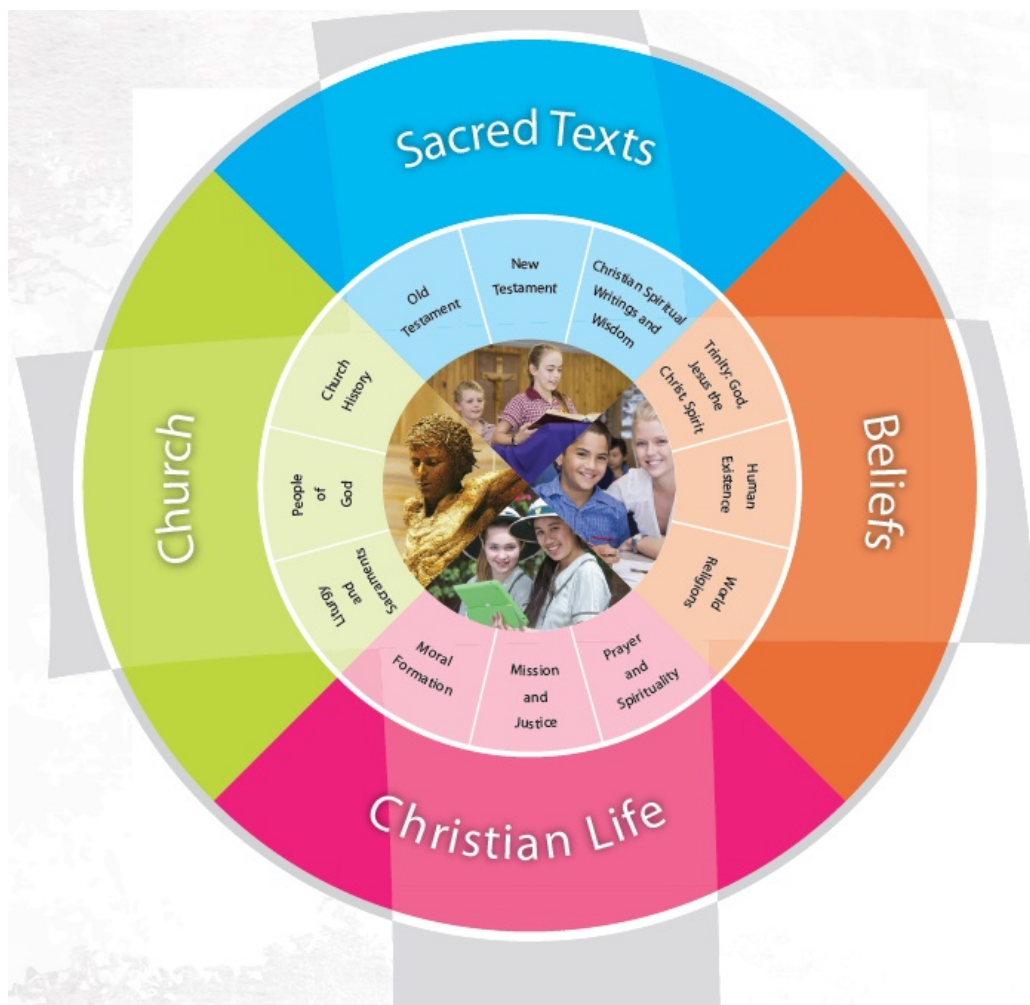 Sacred Texts
Old
Testament
New
Testament
Christian Spiritual
Writings and
Wisdom
Beliefs
Trinity: God,
Jesus the
Christ, Spirit
Human
Existence
World
Religions
Christian Life
Prayer
and
Spirituality
Mission
and
Justice
Moral
Formation
Church
Liturgy
and
Sacraments
People
of
God
Church
History